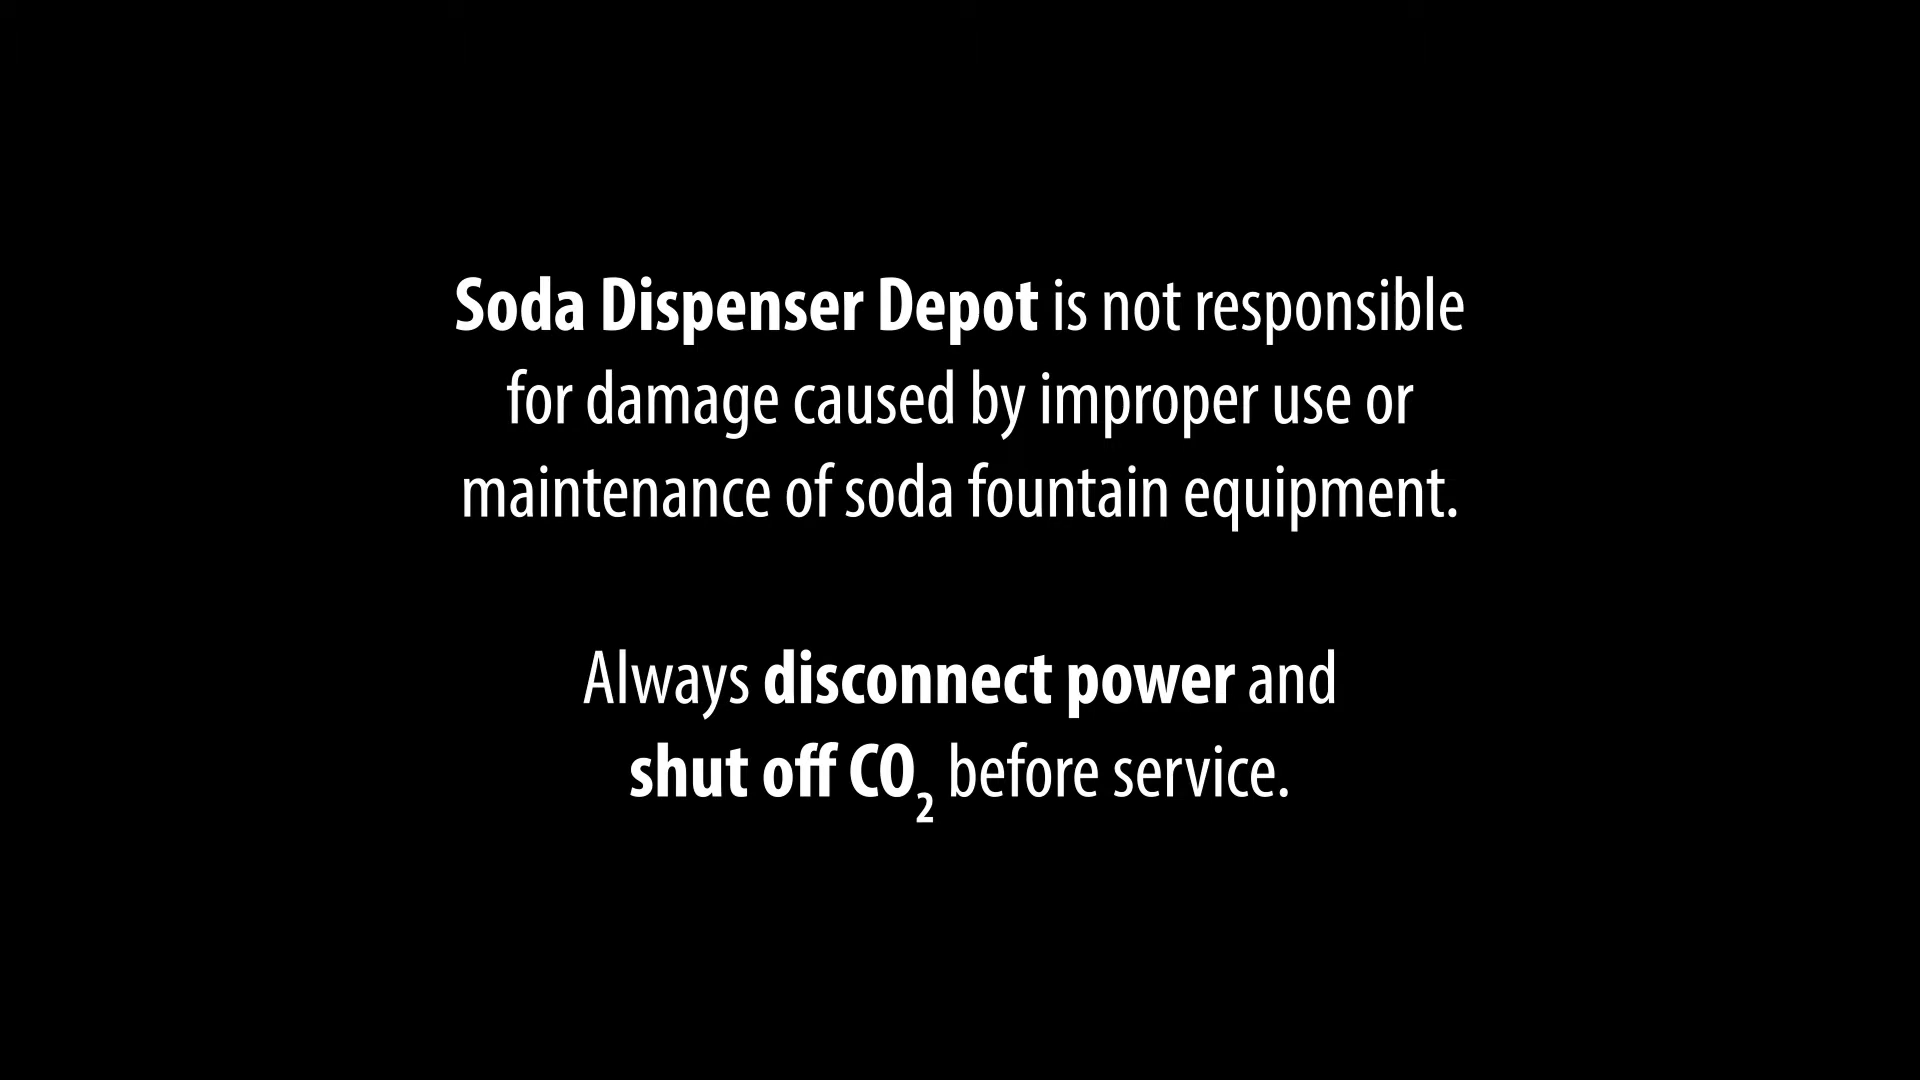 Soda Dispenser Depot is not responsible
for damage caused by improper use or
maintenance of soda fountain equipment.
Always disconnect power and
shut off CO₂ before service.